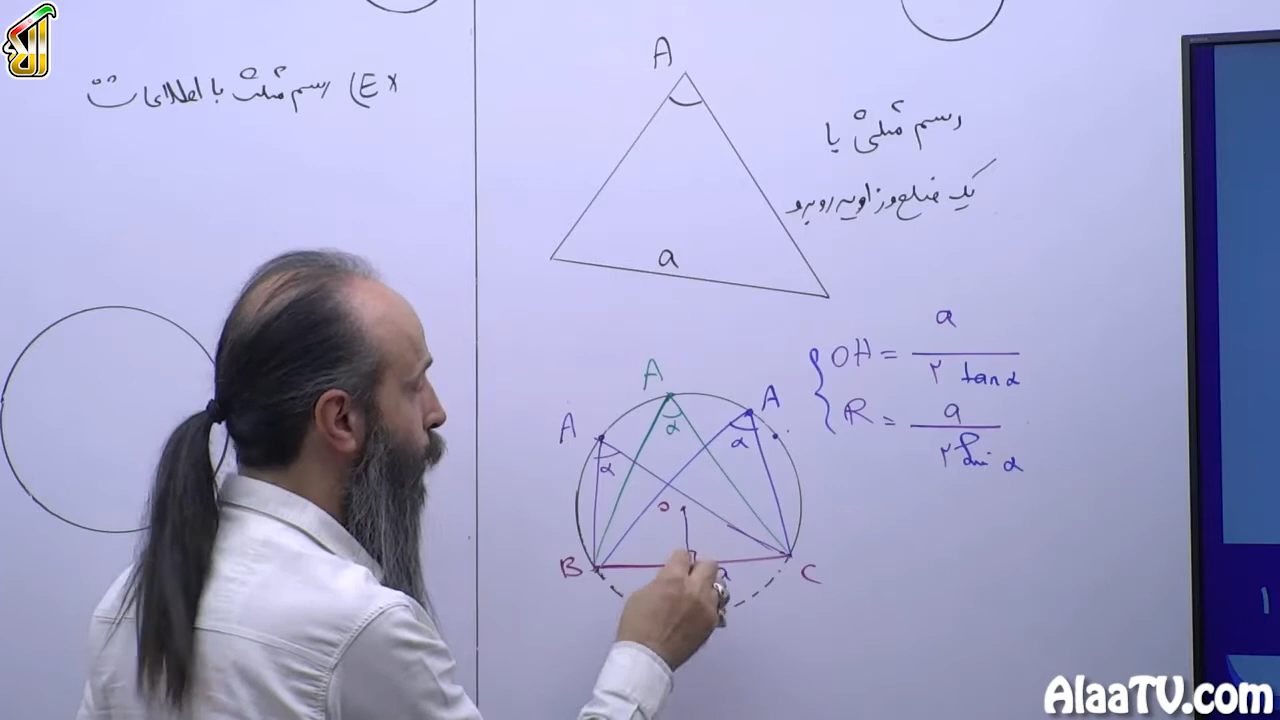 رسم مثلثی با
یک ضلع و زاویه روبرو
A
a
OH = a / ۲ tan α
R = a / ۲ Sin α
A
A
A
α
α
α
O
B
a
C
Ex) رسم مثلث با اطلاعات
الا
AlaaTV.com